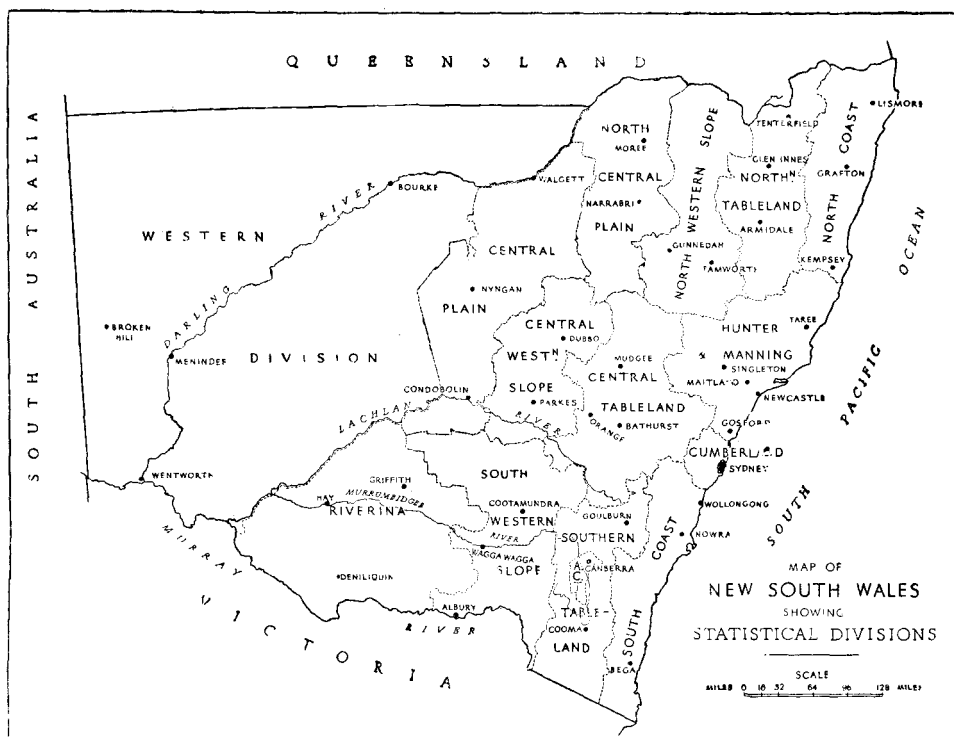 QUEENSLAND
SOUTH AUSTRALIA
WESTERN
DIVISION
DARLING RIVER
BOURKE
BROKEN
HILL
MENINDEE
WENTWORTH
CENTRAL
PLAIN
WALGETT
NYNGAN
NORTH
MOREE
CENTRAL
NARRABRI
PLAIN
NORTH WESTERN SLOPE
GUNNEDAH
TAMWORTH
TENTERFIELD
GLEN INNES
NORTHN
TABLELAND
ARMIDALE
NORTH COAST
LISMORE
GRAFTON
KEMPSEY
CENTRAL
DUBBO
WESTN
SLOPE
PARKES
CONDOBOLIN
LACHLAN RIVER
MUDGEE
CENTRAL
TABLELAND
ORANGE
BATHURST
HUNTER
TAREE
MANNING
SINGLETON
MAITLAND
NEWCASTLE
GOSFORD
CUMBERLAND
SYDNEY
WOLLONGONG
NOWRA
SOUTH COAST
BEGA
SOUTH PACIFIC OCEAN
GRIFFITH
HAY
RIVERINA
MURRUMBIDGEE RIVER
DENILIQUIN
SOUTH
COOTAMUNDRA
WESTERN
WAGGA WAGGA
SLOPE
ALBURY
GOULBURN
SOUTHERN
A.C.T.
CANBERRA
TABLE-
COOMA
LAND
MURRAY RIVER
VICTORIA
MAP OF
NEW SOUTH WALES
SHOWING
STATISTICAL DIVISIONS
SCALE
MILES 0 16 32 64 96 128 MILES